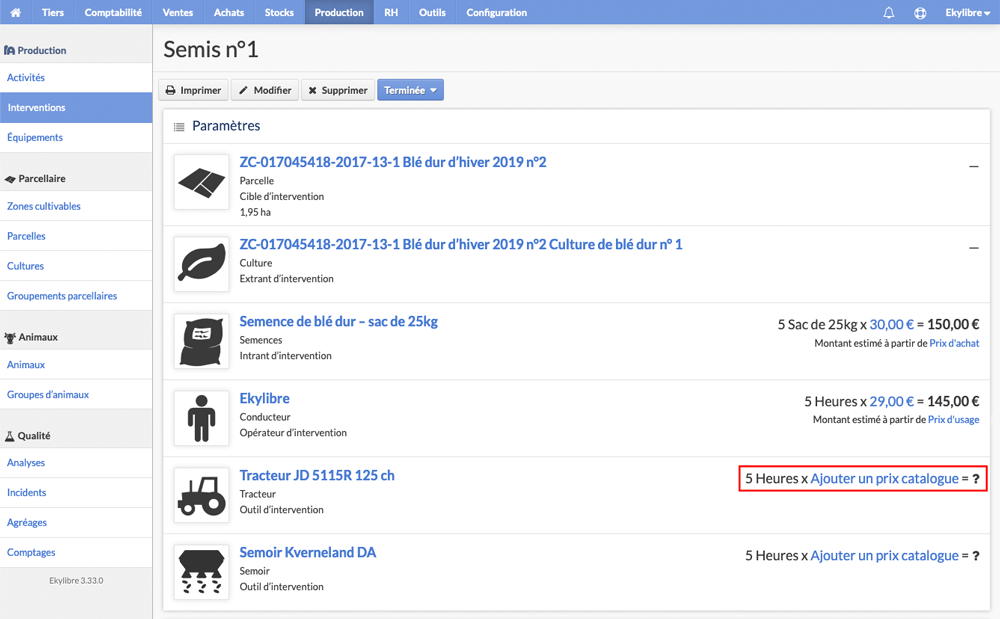 Tiers Comptabilité Ventes Achats Stocks Production RH Outils Configuration Ekylibre
Production
Activités
Interventions
Équipements
Parcellaire
Zones cultivables
Parcelles
Cultures
Groupements parcellaires
Animaux
Animaux
Groupes d'animaux
Qualité
Analyses
Incidents
Agréages
Comptages
Ekylibre 3.33.0
Semis n°1
Imprimer Modifier Supprimer Terminée
Paramètres
ZC-017045418-2017-13-1 Blé dur d'hiver 2019 n°2
Parcelle
Cible d'intervention
1,95 ha
ZC-017045418-2017-13-1 Blé dur d'hiver 2019 n°2 Culture de blé dur n° 1
Culture
Extrant d'intervention
Semence de blé dur – sac de 25kg
Semences
Intrant d'intervention
5 Sac de 25kg x 30,00 € = 150,00 €
Montant estimé à partir de Prix d'achat
Ekylibre
Conducteur
Opérateur d'intervention
5 Heures x 29,00 € = 145,00 €
Montant estimé à partir de Prix d'usage
Tracteur JD 5115R 125 ch
Tracteur
Outil d'intervention
5 Heures x Ajouter un prix catalogue = ?
Semoir Kverneland DA
Semoir
Outil d'intervention
5 Heures x Ajouter un prix catalogue = ?